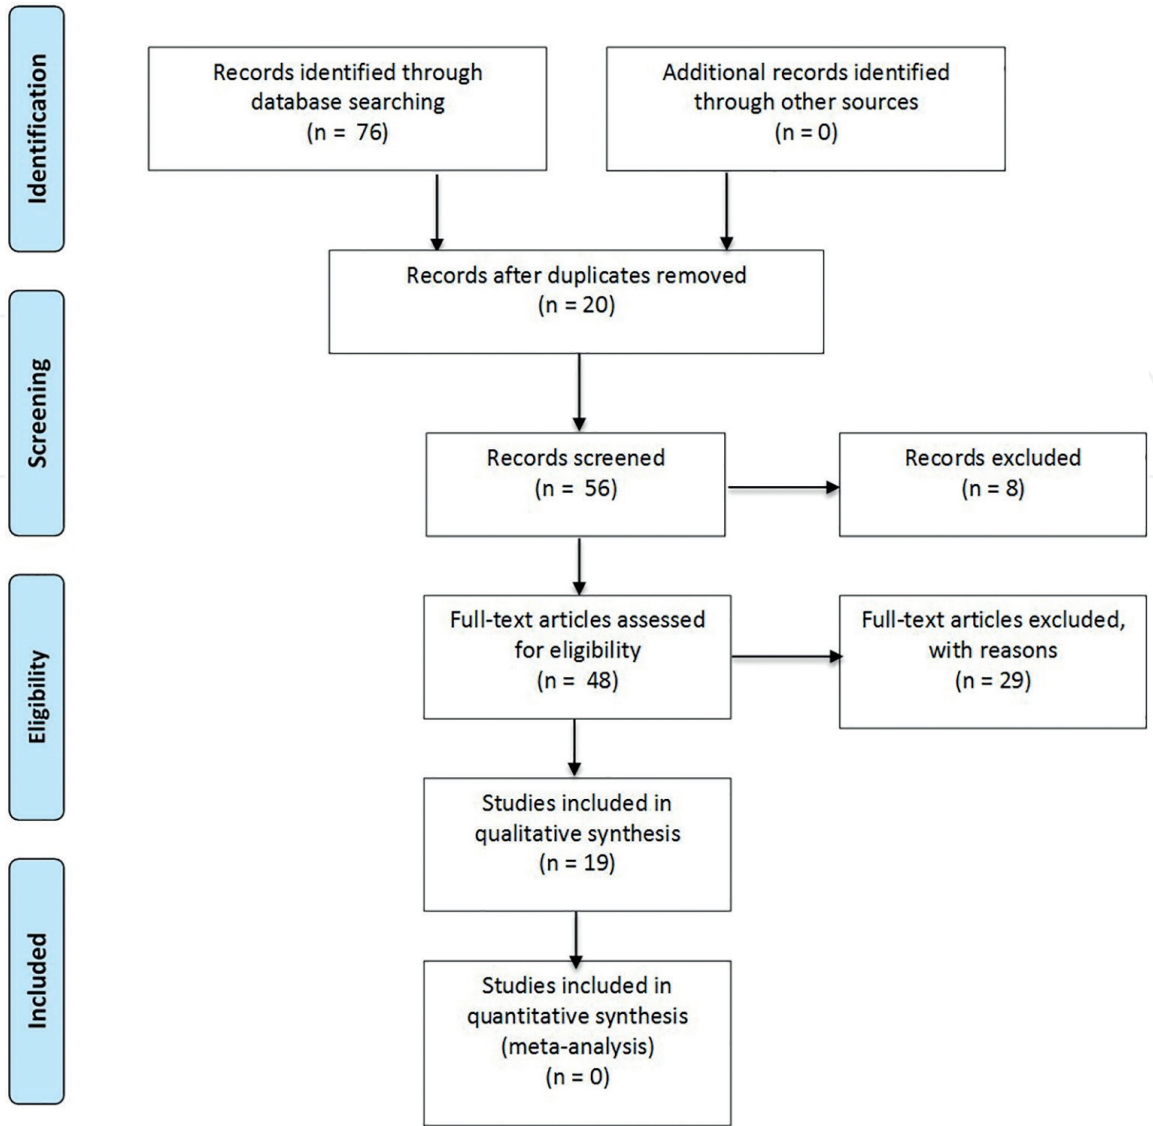 Identification
Records identified through
database searching
(n = 76)
Additional records identified
through other sources
(n = 0)
Records after duplicates removed
(n = 20)
Screening
Records screened
(n = 56)
Records excluded
(n = 8)
Eligibility
Full-text articles assessed
for eligibility
(n = 48)
Full-text articles excluded,
with reasons
(n = 29)
Studies included in
qualitative synthesis
(n = 19)
Included
Studies included in
quantitative synthesis
(meta-analysis)
(n = 0)